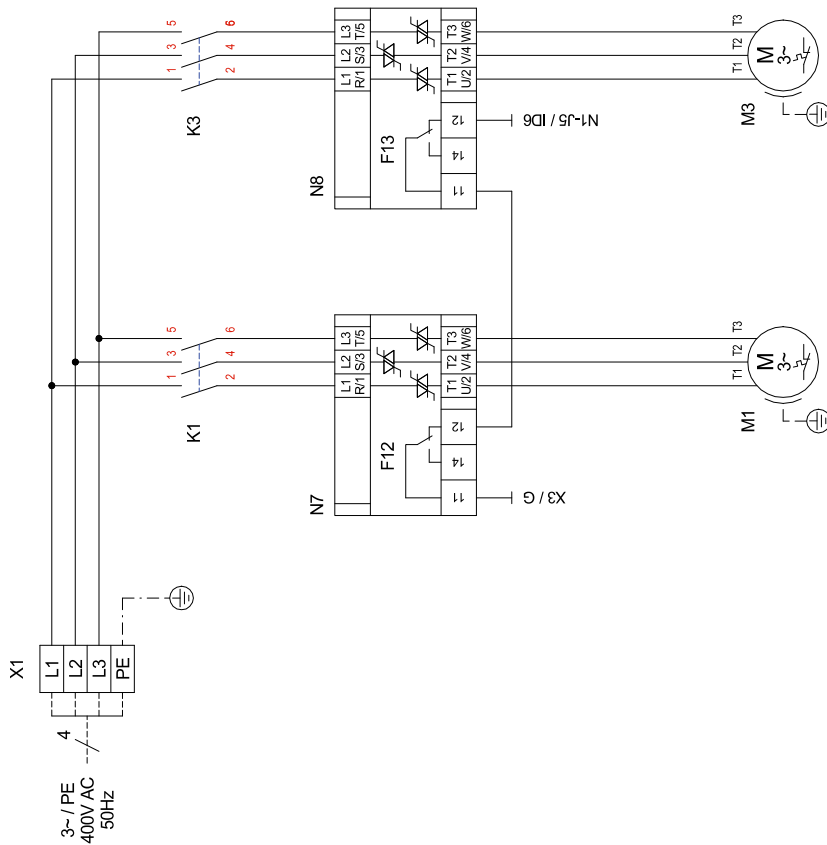 3~ / PE
400V AC
50Hz
4
X1
L1
L2
L3
PE
K1
1
3
5
2
4
6
K3
1
3
5
2
4
6
N7
L1
L2
L3
R/1
S/3
T/5
F12
11
14
12
T1
T2
T3
U/2
V/4
W/6
X3 / G
N8
L1
L2
L3
R/1
S/3
T/5
F13
11
14
12
T1
T2
T3
U/2
V/4
W/6
N1-J5 / ID6
M1
T1
T2
T3
M
3~
M3
T1
T2
T3
M
3~